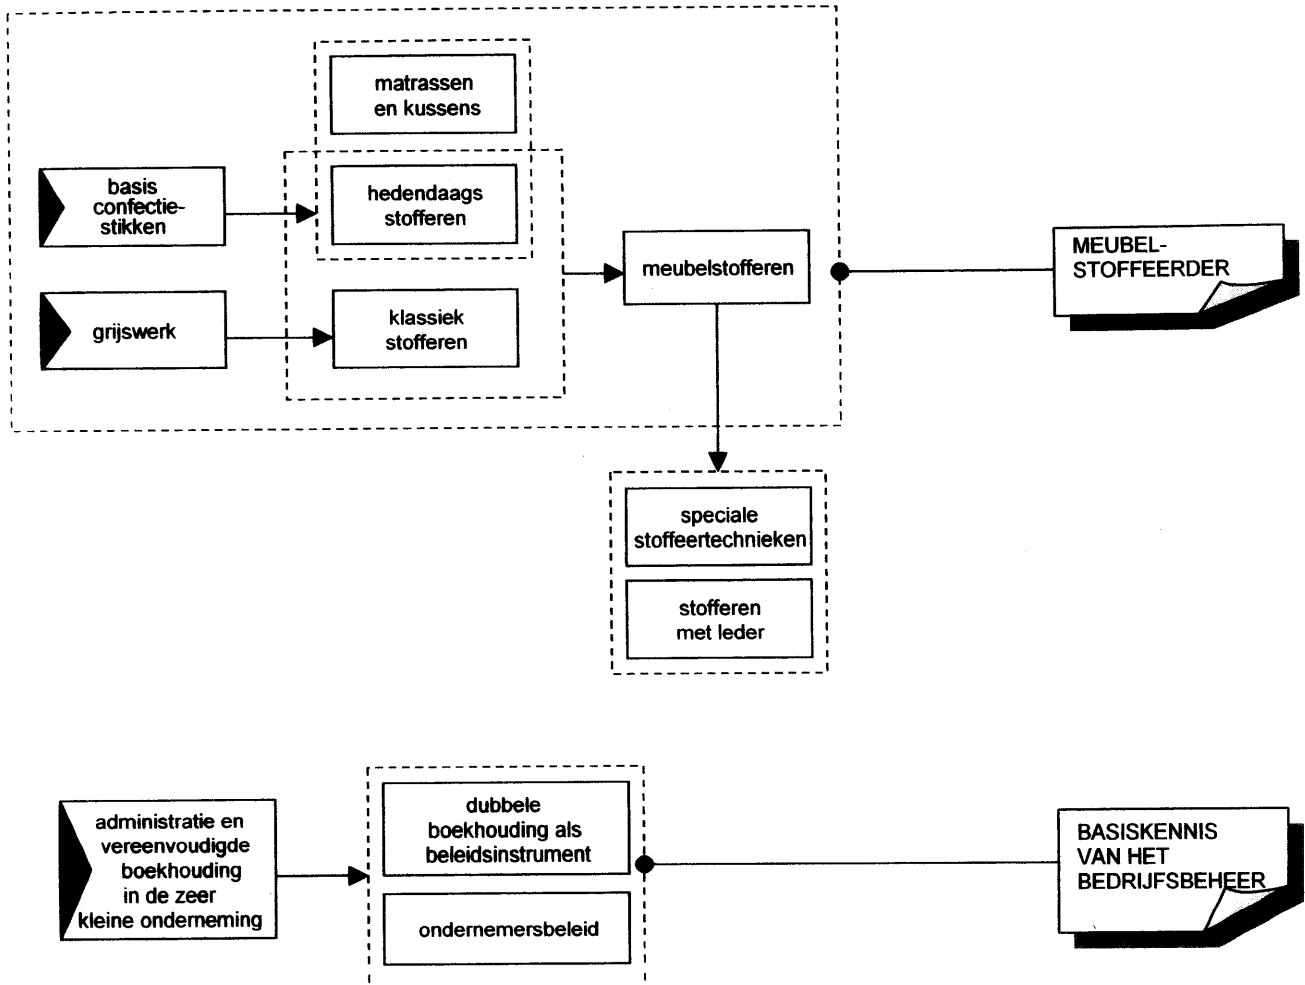 matrassen
en kussens
basis
confectie-
stikken
hedendaags
stofferen
meubelstofferen
MEUBEL-
STOFFEERDER
grijswerk
klassiek
stofferen
speciale
stoffeertechnieken
stofferen
met leder
administratie en
vereenvoudigde
boekhouding
in de zeer
kleine onderneming
dubbele
boekhouding als
beleidsinstrument
ondernemersbeleid
BASISKENNIS
VAN HET
BEDRIJFSBEHEER